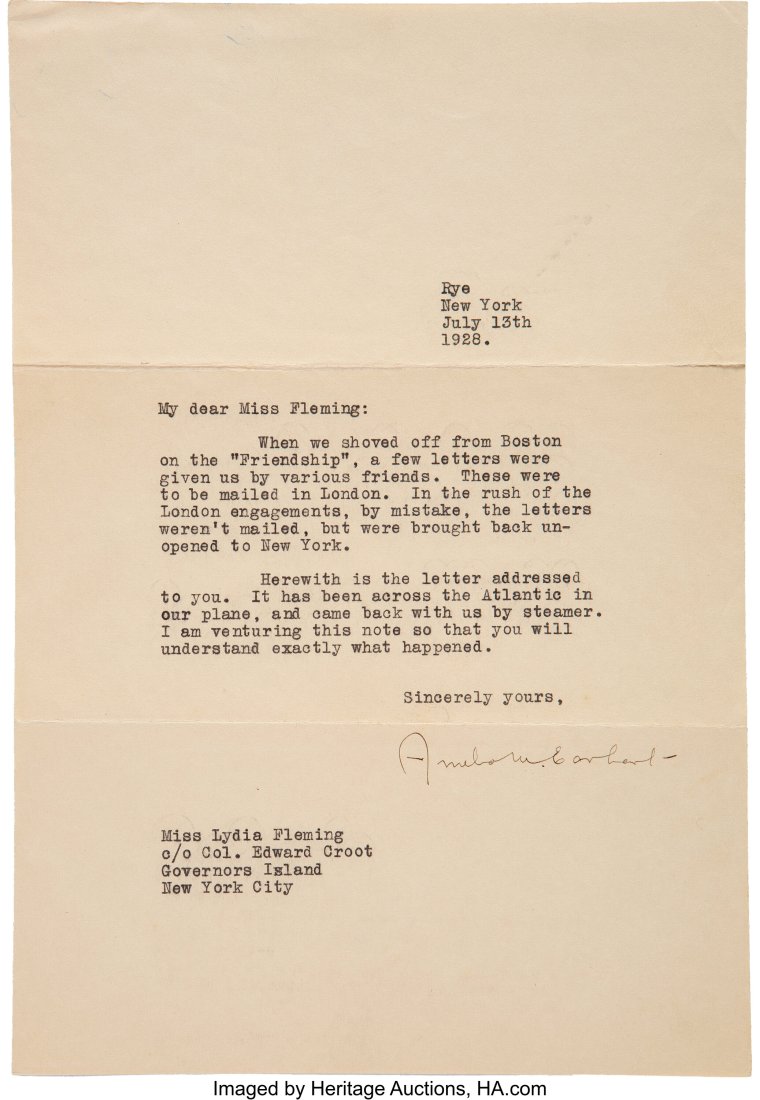 Rye
New York
July 13th
1928.
My dear Miss Fleming:
When we shoved off from Boston
on the "Friendship", a few letters were
given us by various friends. These were
to be mailed in London. In the rush of the
London engagements, by mistake, the letters
weren't mailed, but were brought back un-
opened to New York.
Herewith is the letter addressed
to you. It has been across the Atlantic in
our plane, and came back with us by steamer.
I am venturing this note so that you will
understand exactly what happened.
Sincerely yours,
Amelia M. Earhart-
Miss Lydia Fleming
c/o Col. Edward Croot
Governors Island
New York City
Imaged by Heritage Auctions, HA.com